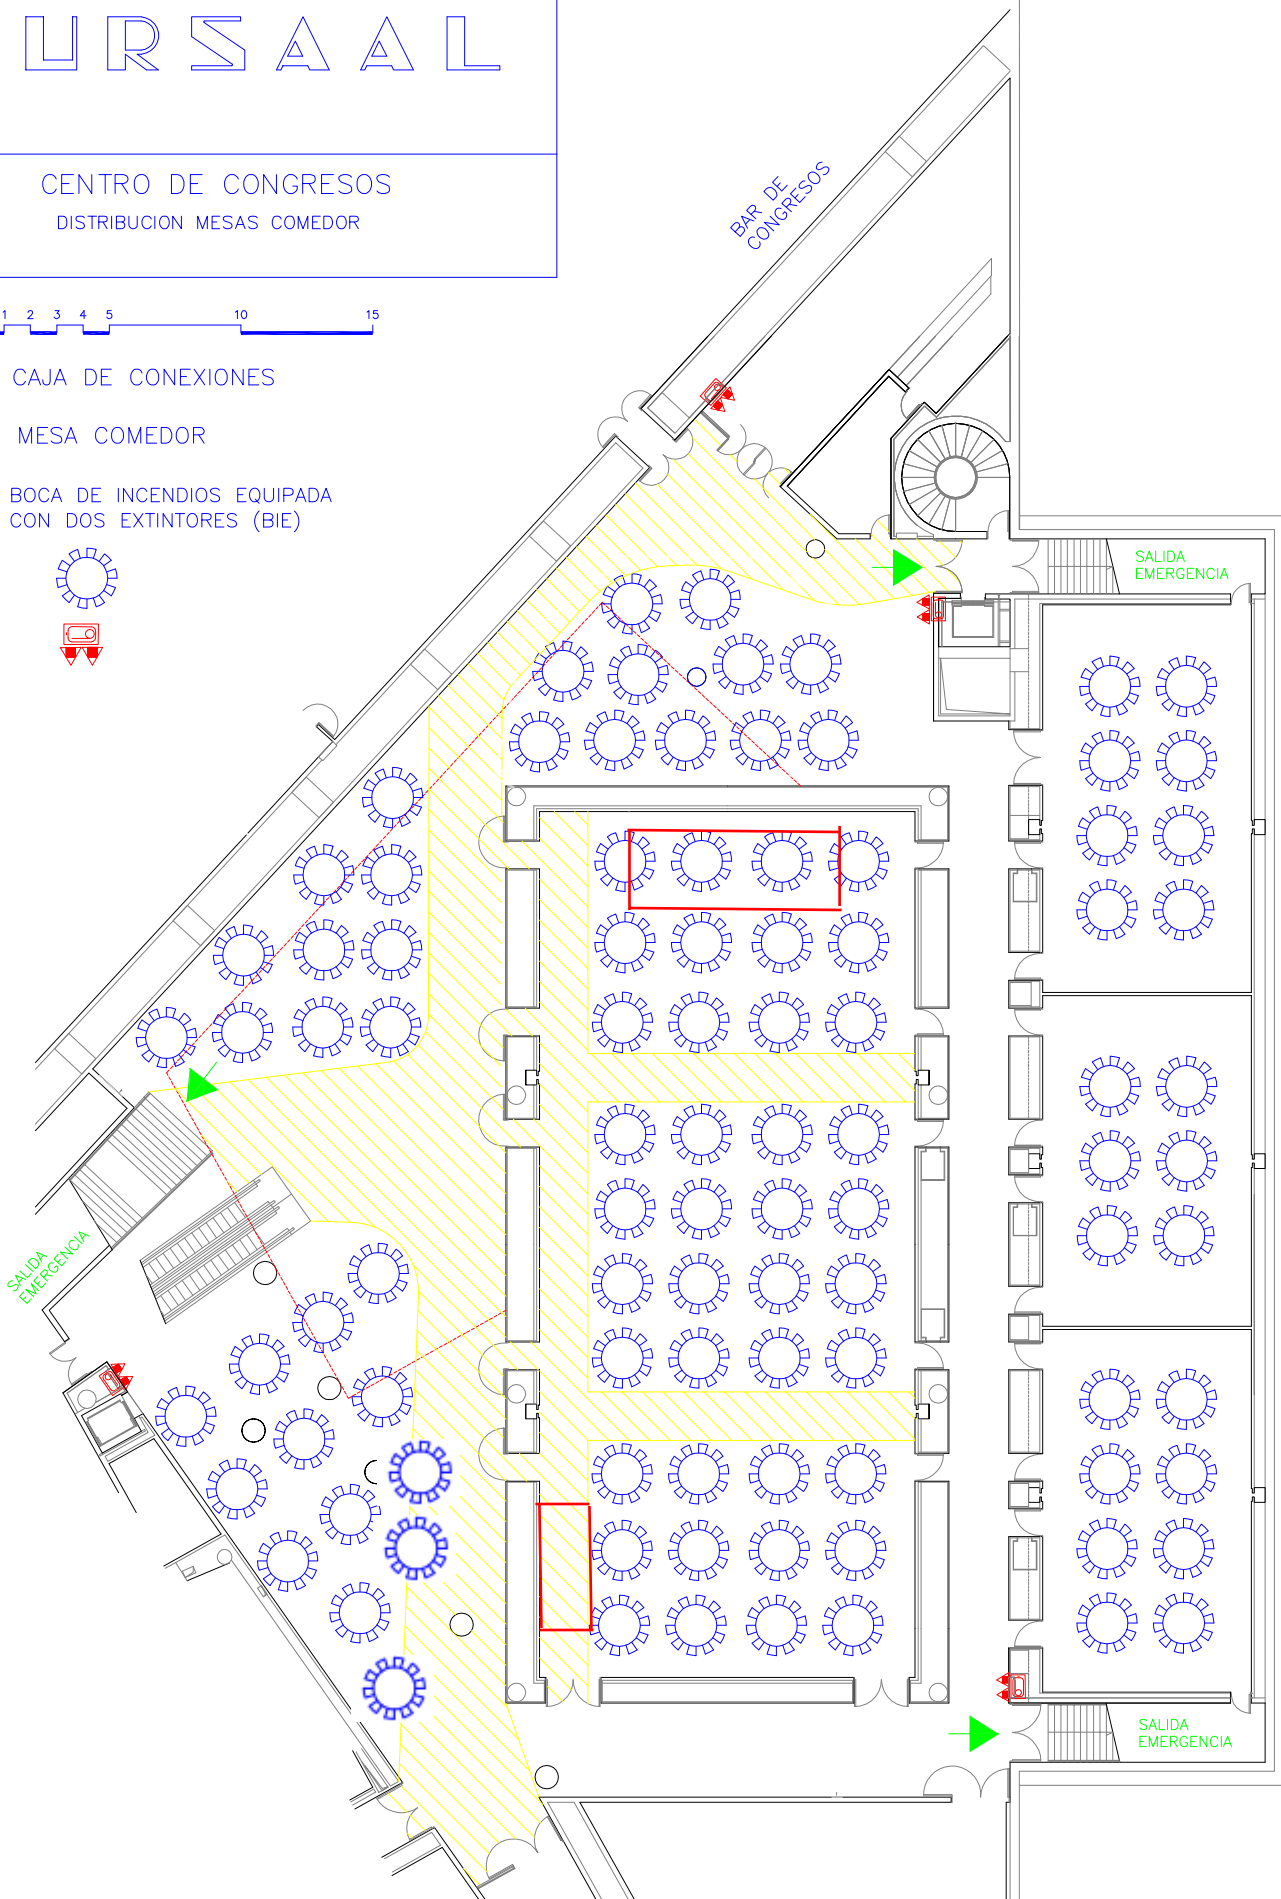 URSAAL
CENTRO DE CONGRESOS
DISTRIBUCION MESAS COMEDOR
1 2 3 4 5 10 15
CAJA DE CONEXIONES
MESA COMEDOR
BOCA DE INCENDIOS EQUIPADA
CON DOS EXTINTORES (BIE)
BAR DE
CONGRESOS
SALIDA
EMERGENCIA
SALIDA
EMERGENCIA
SALIDA
EMERGENCIA